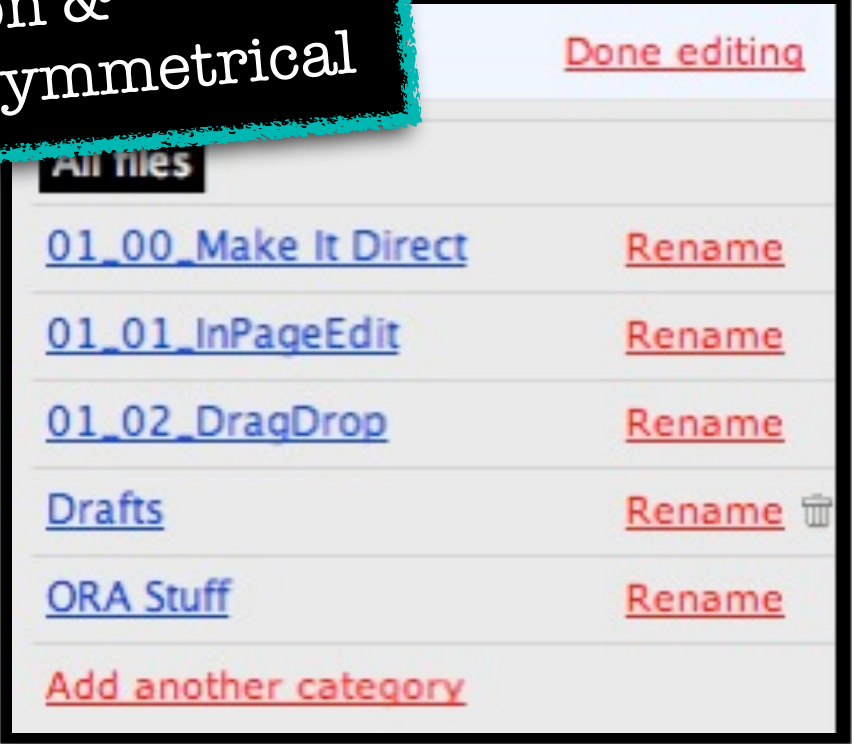 &
Done editing
All files
01_00_Make It Direct Rename
01_01_InPageEdit Rename
01_02_DragDrop Rename
Drafts Rename
ORA Stuff Rename
Add another category